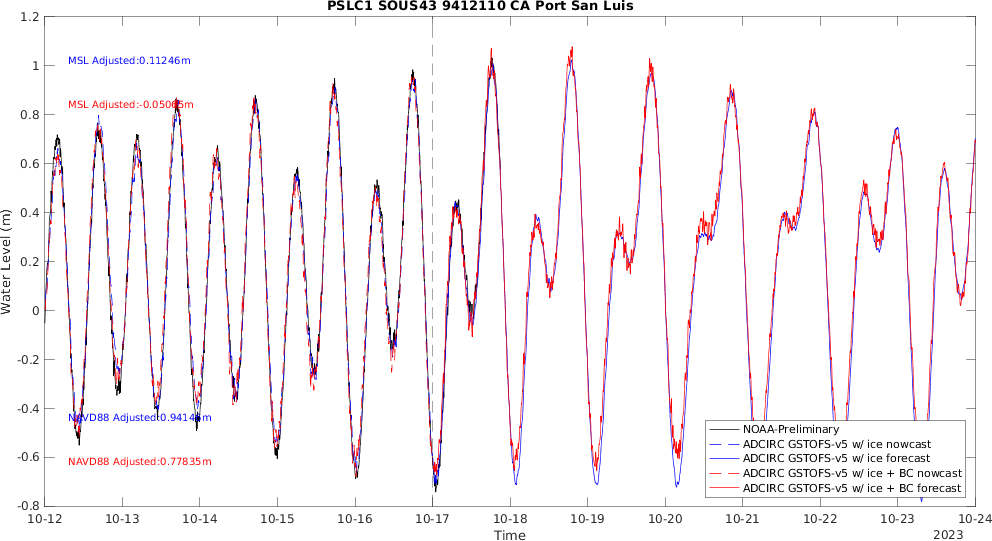 PSLC1 SOUS43 9412110 CA Port San Luis
1.2
1
0.8
0.6
0.4
0.2
0
-0.2
-0.4
-0.6
-0.8
Water Level (m)
MSL Adjusted:0.11246m
MSL Adjusted:-0.05065m
NAVD88 Adjusted:0.94146m
NAVD88 Adjusted:0.77835m
NOAA-Preliminary
ADCIRC GSTOFS-v5 w/ ice nowcast
ADCIRC GSTOFS-v5 w/ ice forecast
ADCIRC GSTOFS-v5 w/ ice + BC nowcast
ADCIRC GSTOFS-v5 w/ ice + BC forecast
10-12 10-13 10-14 10-15 10-16 10-17 10-18 10-19 10-20 10-21 10-22 10-23 10-24
Time
2023